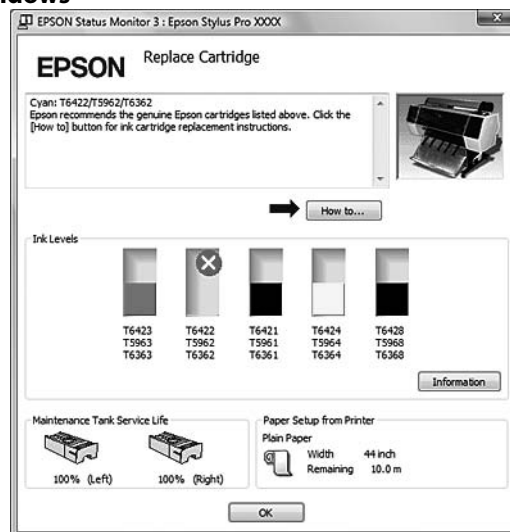 Windows
EPSON Status Monitor 3 : Epson Stylus Pro XXXX
EPSON Replace Cartridge
Cyan: T6422/T5962/T6362
Epson recommends the genuine Epson cartridges listed above. Click the
[How to] button for ink cartridge replacement instructions.
How to...
Ink Levels
T6423 T6422 T6421 T6424 T6428
T5963 T5962 T5961 T5964 T5968
T6363 T6362 T6361 T6364 T6368
Information
Maintenance Tank Service Life
100% (Left) 100% (Right)
Paper Setup from Printer
Plain Paper
Width 44 inch
Remaining 10.0 m
OK